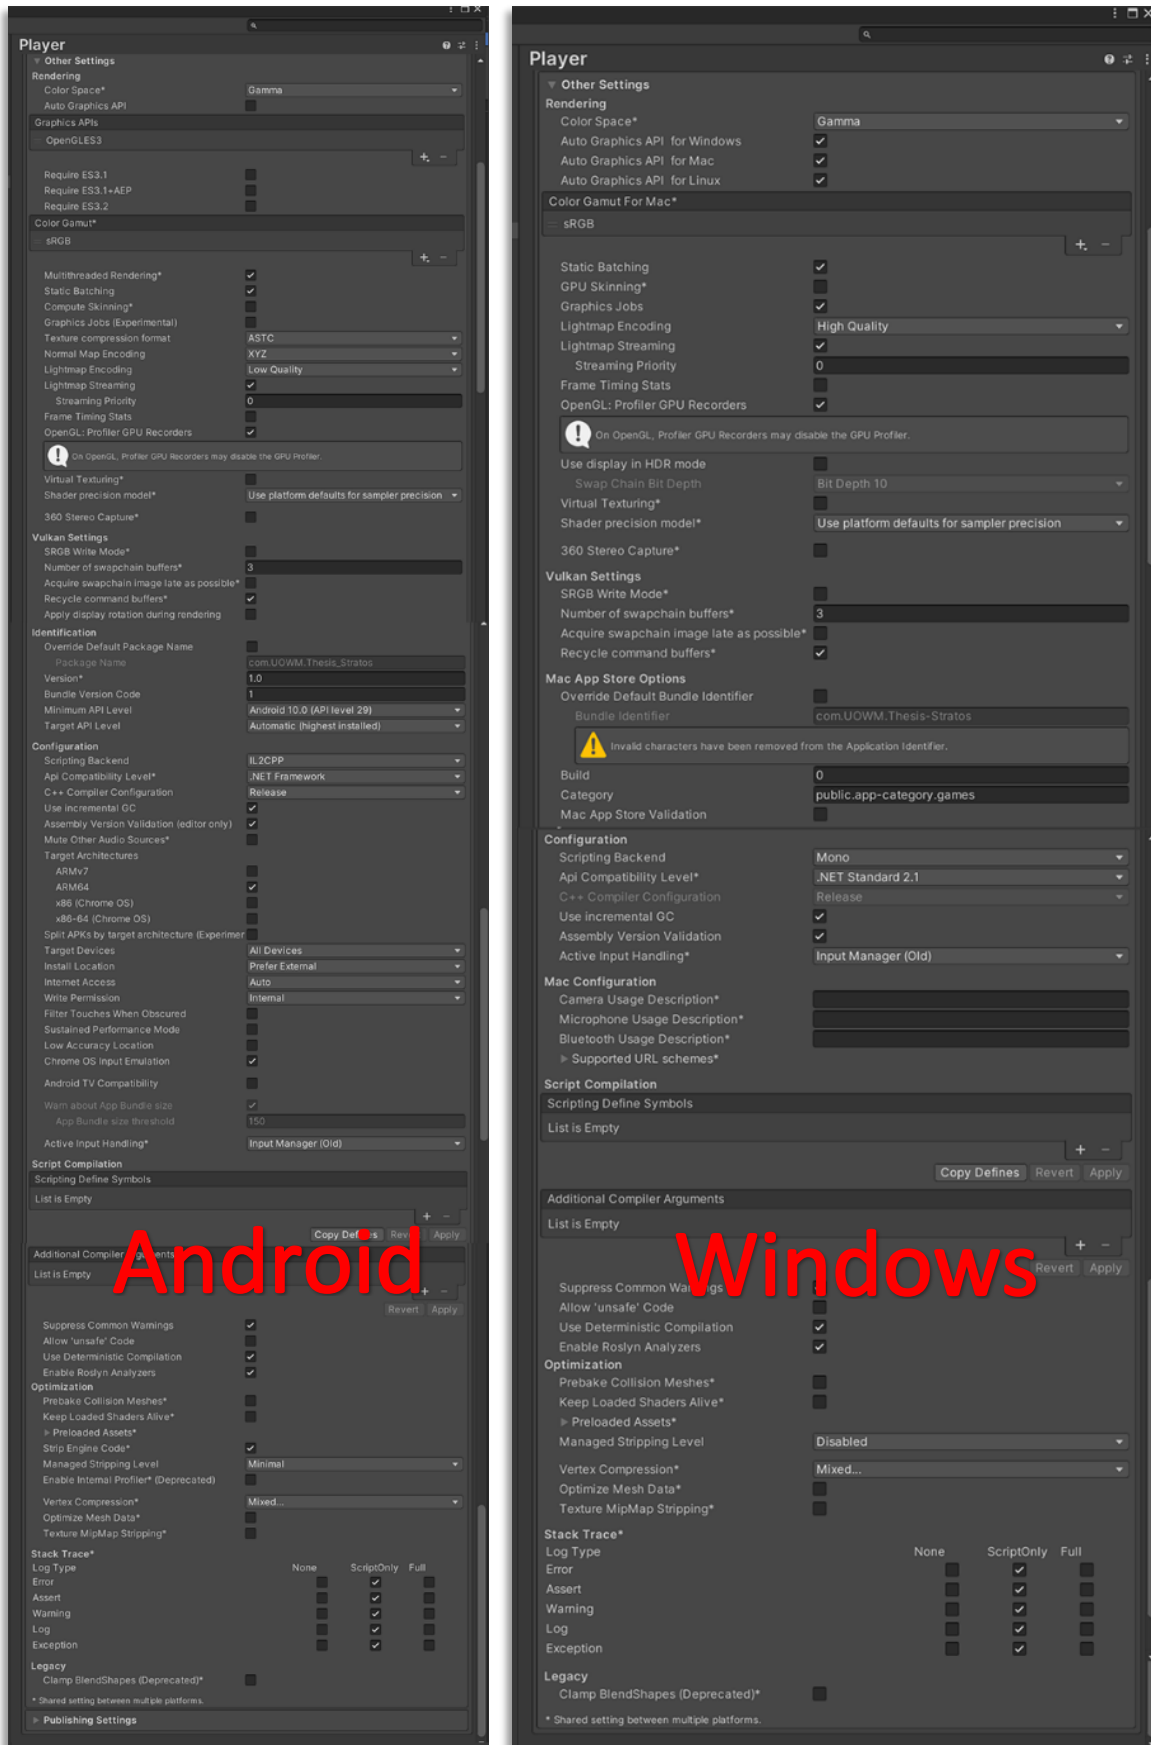 Player
Other Settings
Rendering
Color Space* Gamma
Auto Graphics API
Graphics APIs
OpenGLES3
Require ES3.1
Require ES3.1+AEP
Require ES3.2
Color Gamut*
sRGB
Multithreaded Rendering*
Static Batching
Compute Skinning*
Graphics Jobs (Experimental)
Texture compression format ASTC
Normal Map Encoding XYZ
Lightmap Encoding Low Quality
Lightmap Streaming
Streaming Priority 0
Frame Timing Stats
OpenGL: Profiler GPU Recorders
On OpenGL, Profiler GPU Recorders may disable the GPU Profiler.
Virtual Texturing*
Shader precision model* Use platform defaults for sampler precision
360 Stereo Capture*
Vulkan Settings
SRGB Write Mode*
Number of swapchain buffers* 3
Acquire swapchain image late as possible*
Recycle command buffers*
Apply display rotation during rendering
Identification
Override Default Package Name
Package Name com.UOWM.Thesis_Stratos
Version* 1.0
Bundle Version Code 1
Minimum API Level Android 10.0 (API level 29)
Target API Level Automatic (highest installed)
Configuration
Scripting Backend IL2CPP
Api Compatibility Level* .NET Framework
C++ Compiler Configuration Release
Use incremental GC
Assembly Version Validation (editor only)
Mute Other Audio Sources*
Target Architectures
ARMv7
ARM64
x86 (Chrome OS)
x86-64 (Chrome OS)
Split APKs by target architecture (Experimer
Target Devices All Devices
Install Location Prefer External
Internet Access Auto
Write Permission Internal
Filter Touches When Obscured
Sustained Performance Mode
Low Accuracy Location
Chrome OS Input Emulation
Android TV Compatibility
Warn about App Bundle size
App Bundle size threshold 150
Active Input Handling* Input Manager (Old)
Script Compilation
Scripting Define Symbols
List is Empty
Copy Defines Revert Apply
Android
Additional Compiler Arguments
List is Empty
Revert Apply
Suppress Common Warnings
Allow 'unsafe' Code
Use Deterministic Compilation
Enable Roslyn Analyzers
Optimization
Prebake Collision Meshes*
Keep Loaded Shaders Alive*
Preloaded Assets*
Strip Engine Code*
Managed Stripping Level Minimal
Enable Internal Profiler* (Deprecated)
Vertex Compression* Mixed...
Optimize Mesh Data*
Texture MipMap Stripping*
Stack Trace*
Log Type None ScriptOnly Full
Error
Assert
Warning
Log
Exception
Legacy
Clamp BlendShapes (Deprecated)*
* Shared setting between multiple platforms.
Publishing Settings
Player
Other Settings
Rendering
Color Space* Gamma
Auto Graphics API for Windows
Auto Graphics API for Mac
Auto Graphics API for Linux
Color Gamut For Mac*
sRGB
Static Batching
GPU Skinning*
Graphics Jobs
Lightmap Encoding High Quality
Lightmap Streaming
Streaming Priority 0
Frame Timing Stats
OpenGL: Profiler GPU Recorders
On OpenGL, Profiler GPU Recorders may disable the GPU Profiler.
Use display in HDR mode
Swap Chain Bit Depth Bit Depth 10
Virtual Texturing*
Shader precision model* Use platform defaults for sampler precision
360 Stereo Capture*
Vulkan Settings
SRGB Write Mode*
Number of swapchain buffers* 3
Acquire swapchain image late as possible*
Recycle command buffers*
Mac App Store Options
Override Default Bundle Identifier
Bundle Identifier com.UOWM.Thesis-Stratos
Invalid characters have been removed from the Application Identifier.
Build 0
Category public.app-category.games
Mac App Store Validation
Configuration
Scripting Backend Mono
Api Compatibility Level* .NET Standard 2.1
C++ Compiler Configuration Release
Use incremental GC
Assembly Version Validation
Active Input Handling* Input Manager (Old)
Mac Configuration
Camera Usage Description*
Microphone Usage Description*
Bluetooth Usage Description*
Supported URL schemes*
Script Compilation
Scripting Define Symbols
List is Empty
Copy Defines Revert Apply
Additional Compiler Arguments
List is Empty
Windows
Revert Apply
Suppress Common Warnings
Allow 'unsafe' Code
Use Deterministic Compilation
Enable Roslyn Analyzers
Optimization
Prebake Collision Meshes*
Keep Loaded Shaders Alive*
Preloaded Assets*
Managed Stripping Level Disabled
Vertex Compression* Mixed...
Optimize Mesh Data*
Texture MipMap Stripping*
Stack Trace*
Log Type None ScriptOnly Full
Error
Assert
Warning
Log
Exception
Legacy
Clamp BlendShapes (Deprecated)*
* Shared setting between multiple platforms.